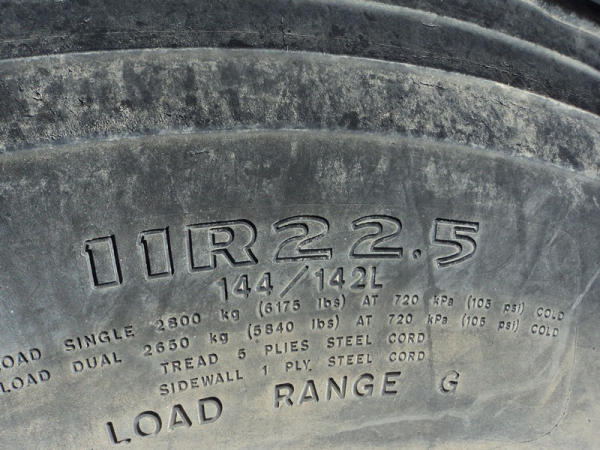 11R22.5
144/142L
LOAD SINGLE 2800 kg (6175 lbs) AT 720 kPa (105 psi) COLD
LOAD DUAL 2650 kg (5840 lbs) AT 720 kPa (105 psi) COLD
TREAD 5 PLIES STEEL CORD
SIDEWALL 1 PLY. STEEL CORD
LOAD RANGE G